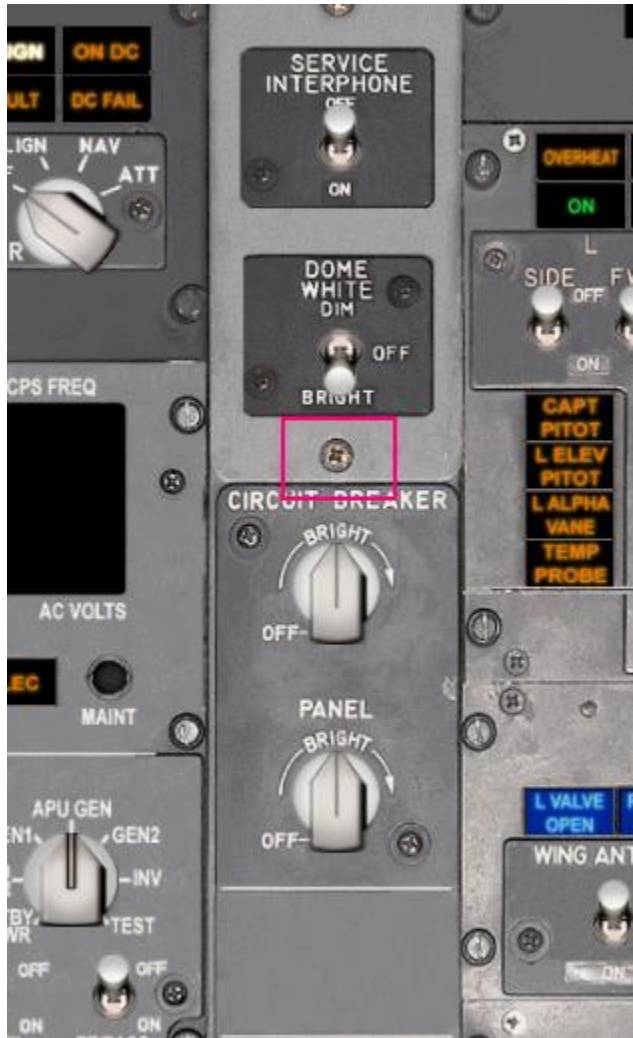 ON DC
DC FAIL
NAV
ATT
SERVICE
INTERPHONE
OFF
ON
DOME
WHITE
DIM
OFF
BRIGHT
OVERHEAT
ON
L
SIDE
OFF
ON
CAPT
PITOT
L ELEV
PITOT
L ALPHA
VANE
TEMP
PROBE
CPS FREQ
AC VOLTS
MAINT
CIRCUIT BREAKER
BRIGHT
OFF
PANEL
BRIGHT
OFF
APU GEN
GEN2
INV
TEST
OFF
OFF
ON
ON
L VALVE
OPEN
WING ANT
ON